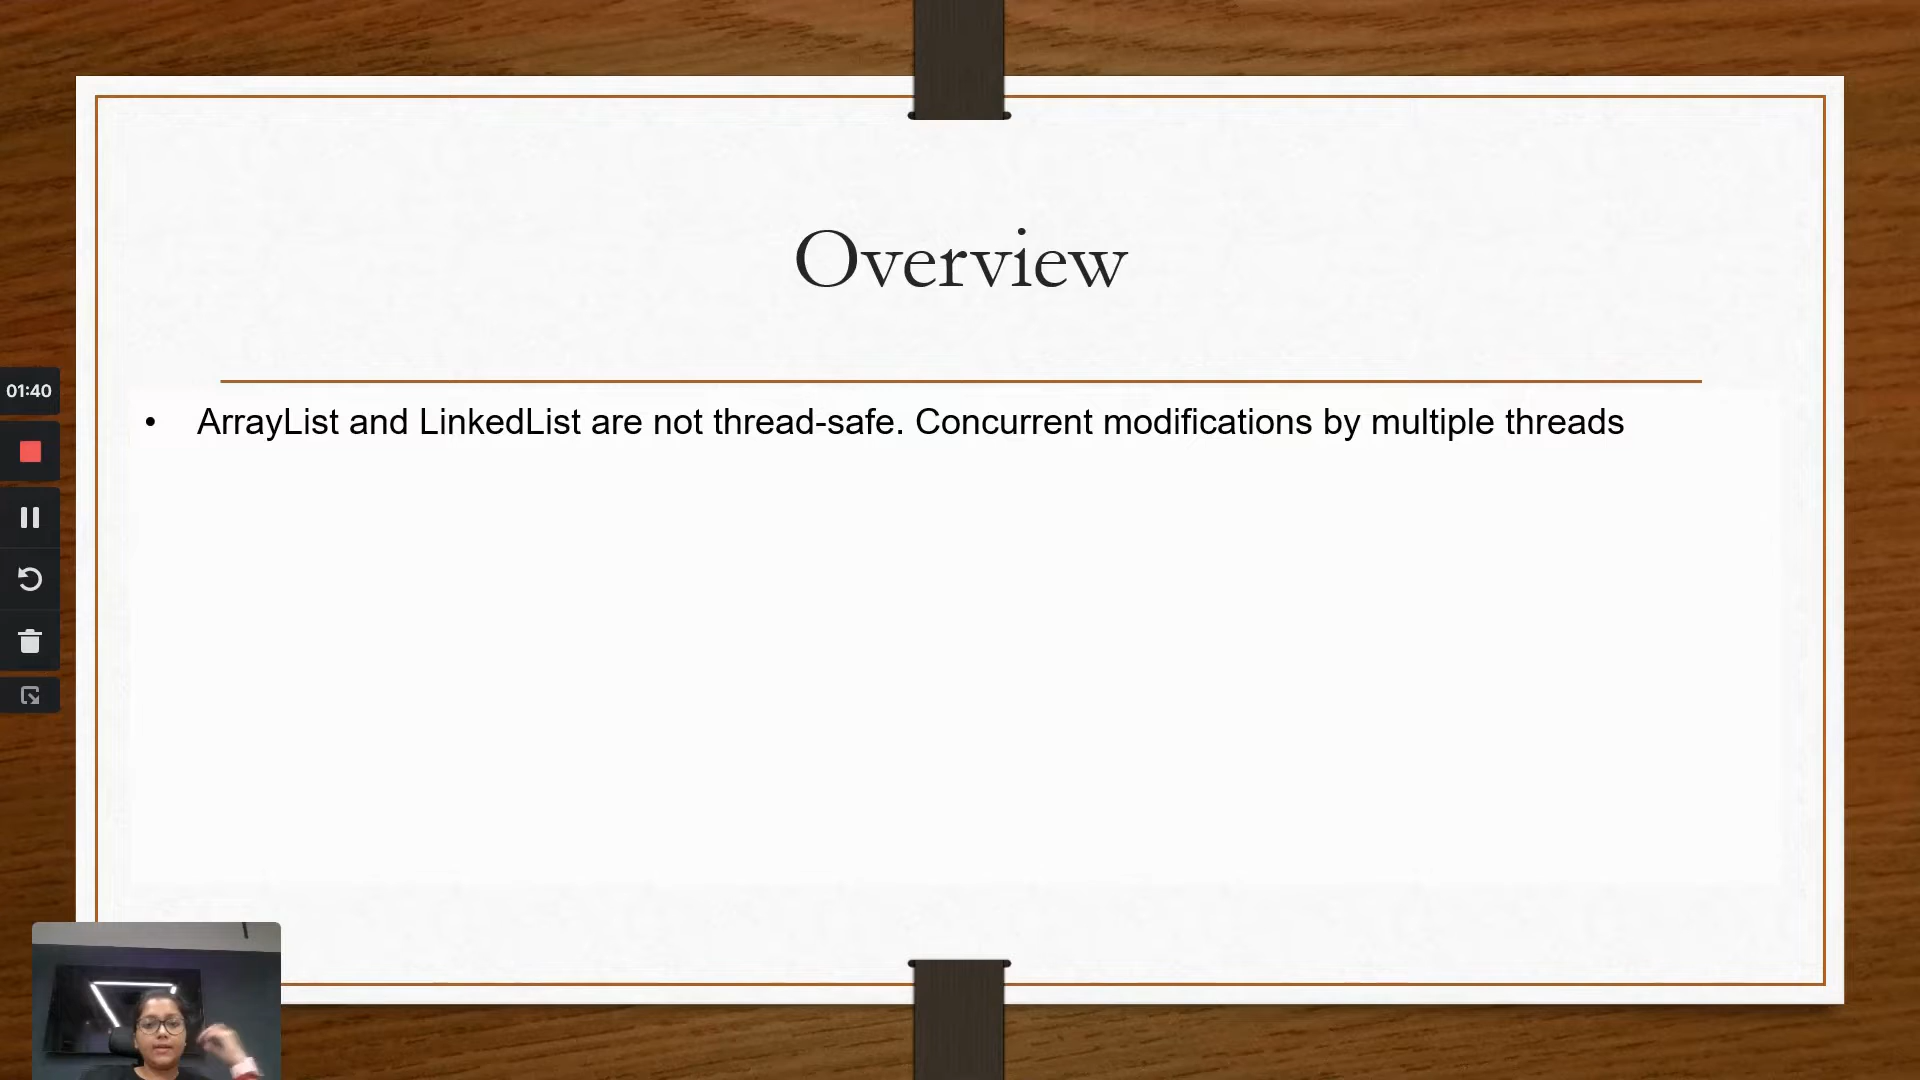 Overview
• ArrayList and LinkedList are not thread-safe. Concurrent modifications by multiple threads
01:40